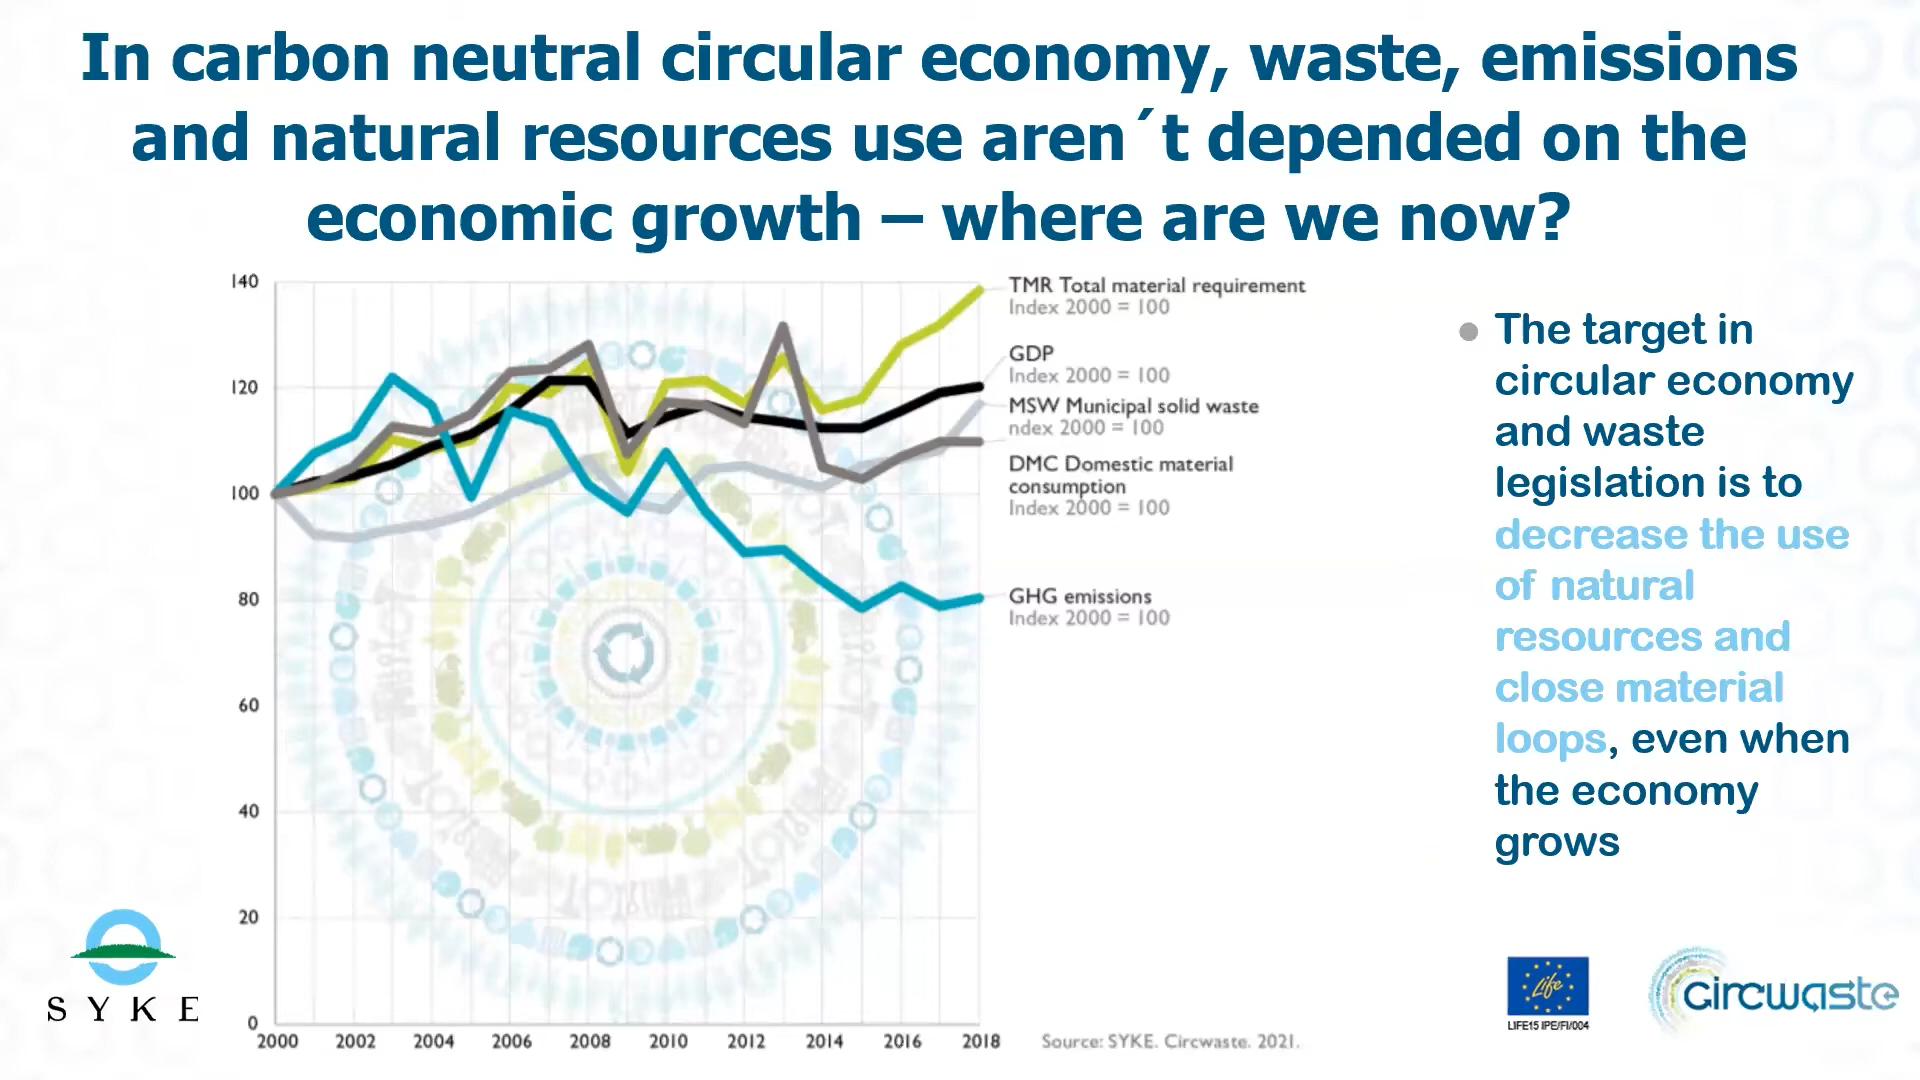 In carbon neutral circular economy, waste, emissions
and natural resources use aren´t depended on the
economic growth – where are we now?
140
120
100
80
60
40
20
0
2000 2002 2004 2006 2008 2010 2012 2014 2016 2018
TMR Total material requirement
Index 2000 = 100
GDP
Index 2000 = 100
MSW Municipal solid waste
ndex 2000 = 100
DMC Domestic material
consumption
Index 2000 = 100
GHG emissions
Index 2000 = 100
Source: SYKE. Circwaste. 2021.
The target in
circular economy
and waste
legislation is to
decrease the use
of natural
resources and
close material
loops, even when
the economy
grows
SYKE
Life
LIFE15 IPE/FI/004
circwaste